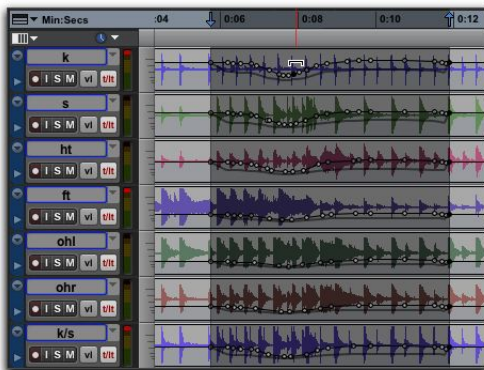 Min:Secs :04 0:06 0:08 0:10 0:12
k
I S M vl t/lt
s
I S M vl t/lt
ht
I S M vl t/lt
ft
I S M vl t/lt
ohl
I S M vl t/lt
ohr
I S M vl t/lt
k/s
I S M vl t/lt